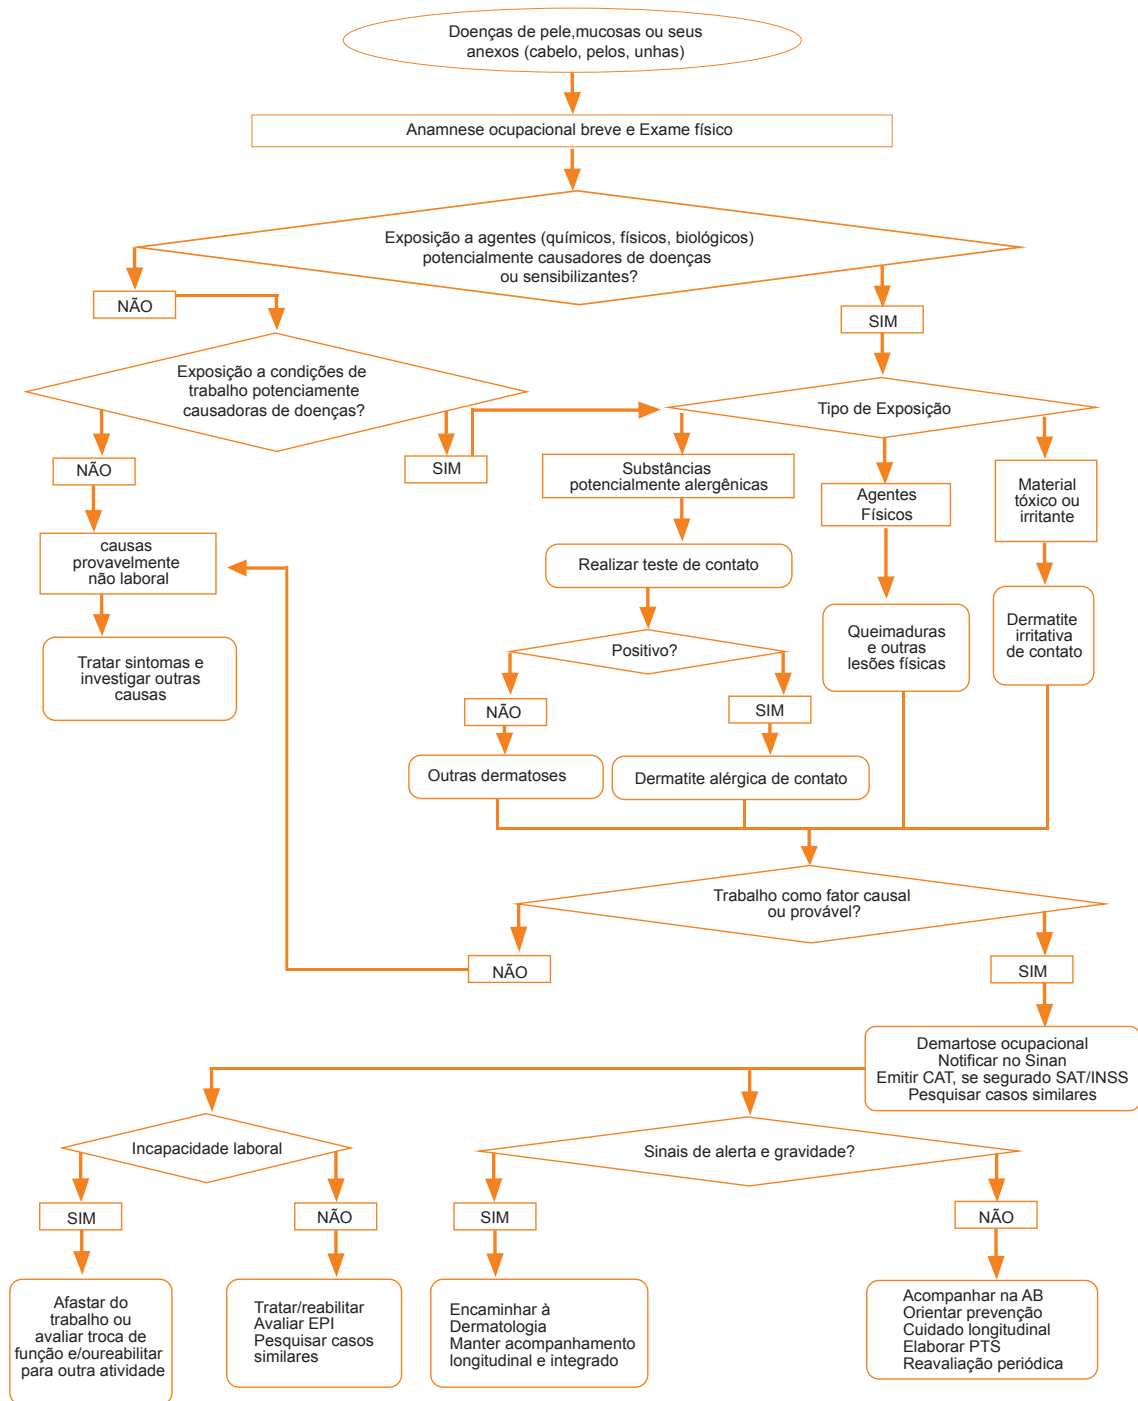 Doenças de pele,mucosas ou seus
anexos (cabelo, pelos, unhas)
Anamnese ocupacional breve e Exame físico
Exposição a agentes (químicos, físicos, biológicos)
potencialmente causadores de doenças
ou sensibilizantes?
NÃO
SIM
Exposição a condições de
trabalho potenciamente
causadoras de doenças?
Tipo de Exposição
NÃO
SIM
Substâncias
potencialmente alergênicas
Agentes
Físicos
Material
tóxico ou
irritante
causas
provavelmente
não laboral
Realizar teste de contato
Tratar sintomas e
investigar outras
causas
Positivo?
Queimaduras
e outras
lesões físicas
Dermatite
irritativa
de contato
NÃO
SIM
Outras dermatoses
Dermatite alérgica de contato
Trabalho como fator causal
ou provável?
NÃO
SIM
Demartose ocupacional
Notificar no Sinan
Emitir CAT, se segurado SAT/INSS
Pesquisar casos similares
Incapacidade laboral
Sinais de alerta e gravidade?
SIM
NÃO
SIM
NÃO
Afastar do
trabalho ou
avaliar troca de
função e/oureabilitar
para outra atividade
Tratar/reabilitar
Avaliar EPI
Pesquisar casos
similares
Encaminhar à
Dermatologia
Manter acompanhamento
longitudinal e integrado
Acompanhar na AB
Orientar prevenção
Cuidado longitudinal
Elaborar PTS
Reavaliação periódica